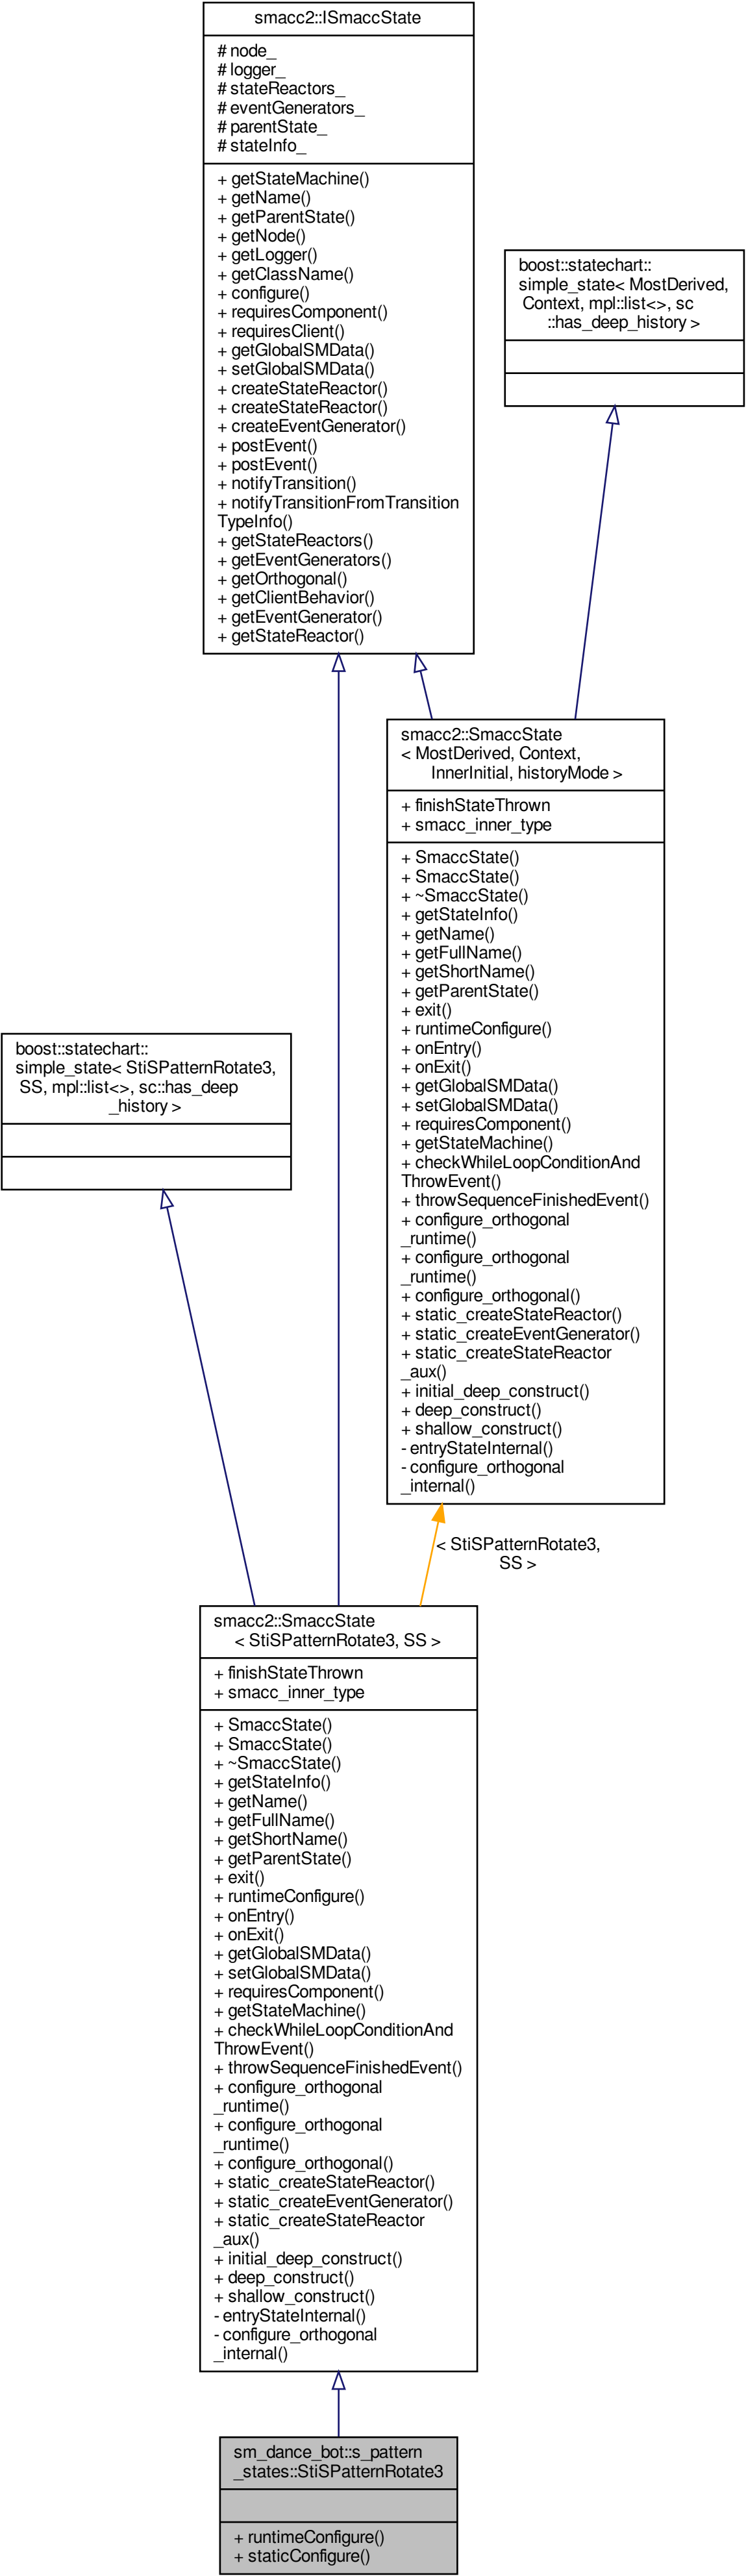 smacc2::ISmaccState
# node_
# logger_
# stateReactors_
# eventGenerators_
# parentState_
# stateInfo_
+ getStateMachine()
+ getName()
+ getParentState()
+ getNode()
+ getLogger()
+ getClassName()
+ configure()
+ requiresComponent()
+ requiresClient()
+ getGlobalSMData()
+ setGlobalSMData()
+ createStateReactor()
+ createStateReactor()
+ createEventGenerator()
+ postEvent()
+ postEvent()
+ notifyTransition()
+ notifyTransitionFromTransition
TypeInfo()
+ getStateReactors()
+ getEventGenerators()
+ getOrthogonal()
+ getClientBehavior()
+ getEventGenerator()
+ getStateReactor()
boost::statechart::
simple_state< MostDerived,
Context, mpl::list<>, sc
::has_deep_history >
smacc2::SmaccState
< MostDerived, Context,
InnerInitial, historyMode >
+ finishStateThrown
+ smacc_inner_type
+ SmaccState()
+ SmaccState()
+ ~SmaccState()
+ getStateInfo()
+ getName()
+ getFullName()
+ getShortName()
+ getParentState()
+ exit()
+ runtimeConfigure()
+ onEntry()
+ onExit()
+ getGlobalSMData()
+ setGlobalSMData()
+ requiresComponent()
+ getStateMachine()
+ checkWhileLoopConditionAnd
ThrowEvent()
+ throwSequenceFinishedEvent()
+ configure_orthogonal
_runtime()
+ configure_orthogonal
_runtime()
+ configure_orthogonal()
+ static_createStateReactor()
+ static_createEventGenerator()
+ static_createStateReactor
_aux()
+ initial_deep_construct()
+ deep_construct()
+ shallow_construct()
- entryStateInternal()
- configure_orthogonal
_internal()
boost::statechart::
simple_state< StiSPatternRotate3,
SS, mpl::list<>, sc::has_deep
_history >
< StiSPatternRotate3,
SS >
smacc2::SmaccState
< StiSPatternRotate3, SS >
+ finishStateThrown
+ smacc_inner_type
+ SmaccState()
+ SmaccState()
+ ~SmaccState()
+ getStateInfo()
+ getName()
+ getFullName()
+ getShortName()
+ getParentState()
+ exit()
+ runtimeConfigure()
+ onEntry()
+ onExit()
+ getGlobalSMData()
+ setGlobalSMData()
+ requiresComponent()
+ getStateMachine()
+ checkWhileLoopConditionAnd
ThrowEvent()
+ throwSequenceFinishedEvent()
+ configure_orthogonal
_runtime()
+ configure_orthogonal
_runtime()
+ configure_orthogonal()
+ static_createStateReactor()
+ static_createEventGenerator()
+ static_createStateReactor
_aux()
+ initial_deep_construct()
+ deep_construct()
+ shallow_construct()
- entryStateInternal()
- configure_orthogonal
_internal()
sm_dance_bot::s_pattern
_states::StiSPatternRotate3
+ runtimeConfigure()
+ staticConfigure()